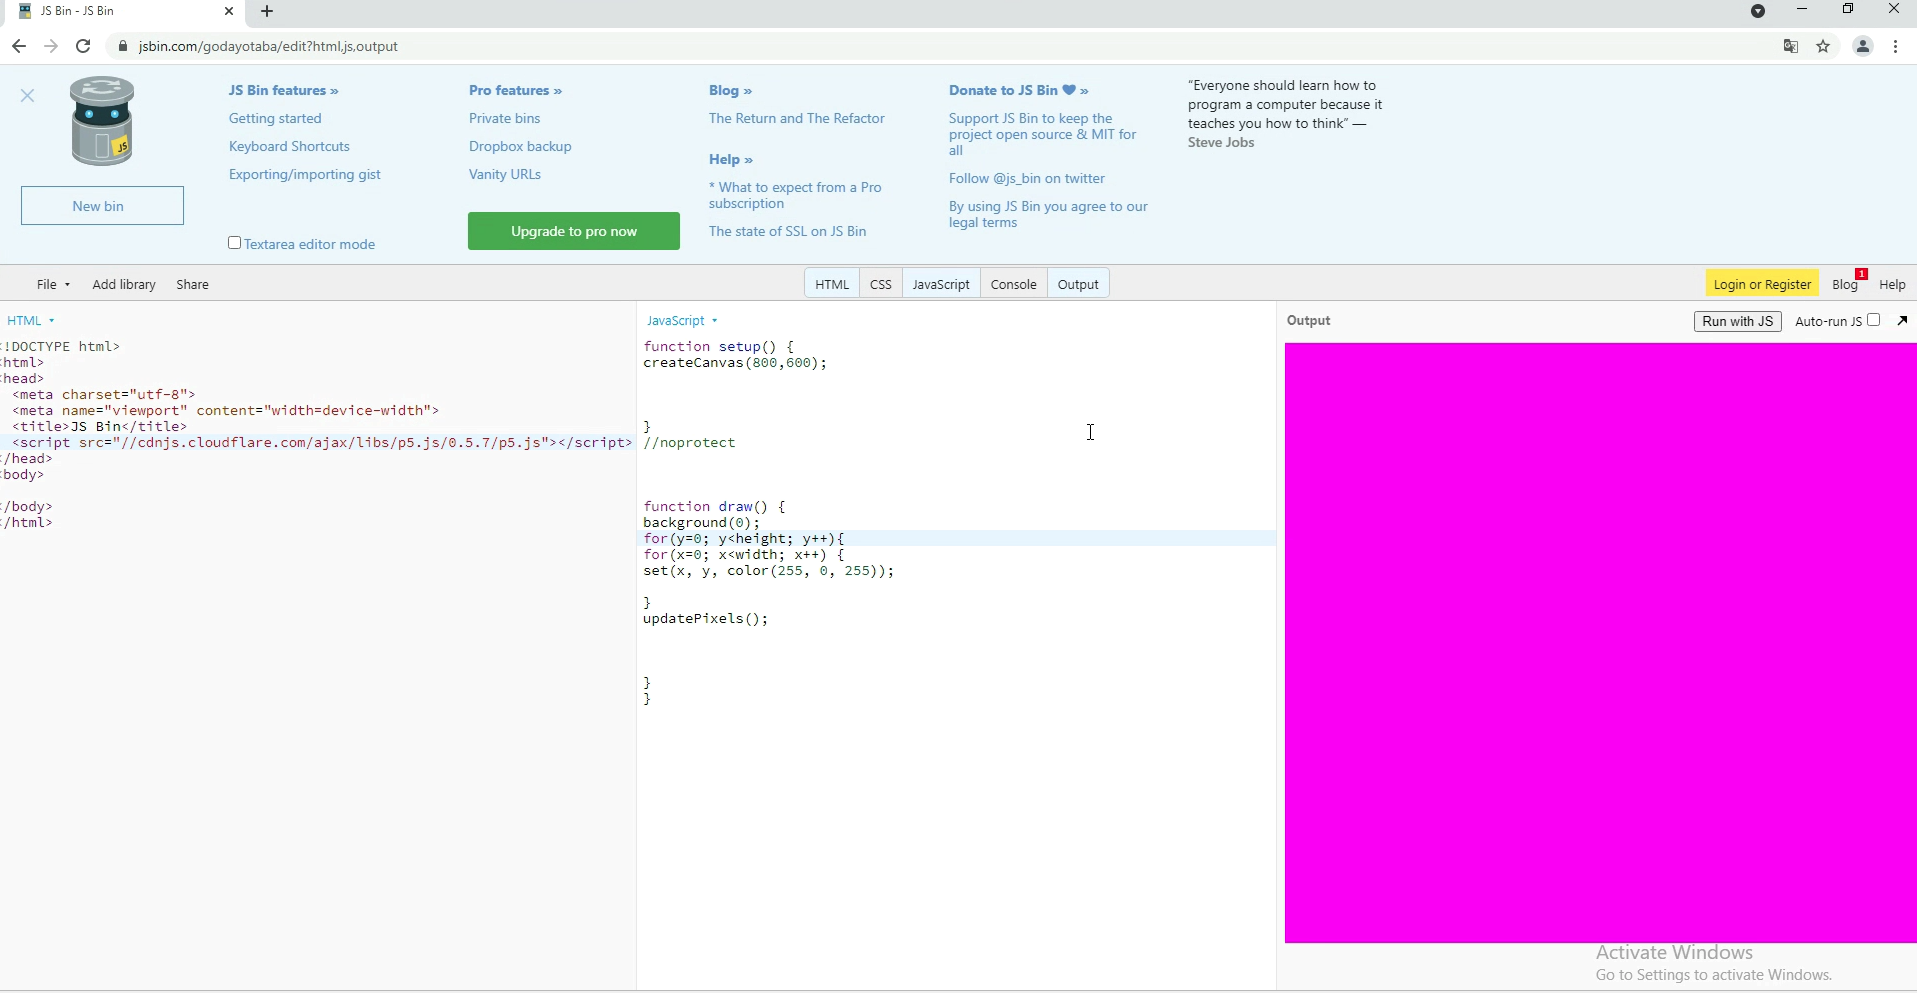 JS Bin - JS Bin
jsbin.com/godayotaba/edit?html,js,output
JS
New bin
JS Bin features »
Getting started
Keyboard Shortcuts
Exporting/importing gist
Textarea editor mode
Pro features »
Private bins
Dropbox backup
Vanity URLs
Upgrade to pro now
Blog »
The Return and The Refactor
Help »
* What to expect from a Pro
subscription
The state of SSL on JS Bin
Donate to JS Bin ♥ »
Support JS Bin to keep the
project open source & MIT for
all
Follow @js_bin on twitter
By using JS Bin you agree to our
legal terms
"Everyone should learn how to
program a computer because it
teaches you how to think" —
Steve Jobs
File Add library Share HTML CSS JavaScript Console Output Login or Register Blog 1 Help
HTML
!DOCTYPE html>
html>
head>
<meta charset="utf-8">
<meta name="viewport" content="width=device-width">
<title>JS Bin</title>
<script src="//cdnjs.cloudflare.com/ajax/libs/p5.js/0.5.7/p5.js"></script>
/head>
body>
/body>
/html>
JavaScript
function setup() {
createCanvas(800,600);
}
//noprotect
function draw() {
background(0);
for(y=0; y<height; y++){
for(x=0; x<width; x++) {
set(x, y, color(255, 0, 255));
}
updatePixels();
}
}
Output Run with JS Auto-run JS
Activate Windows
Go to Settings to activate Windows.